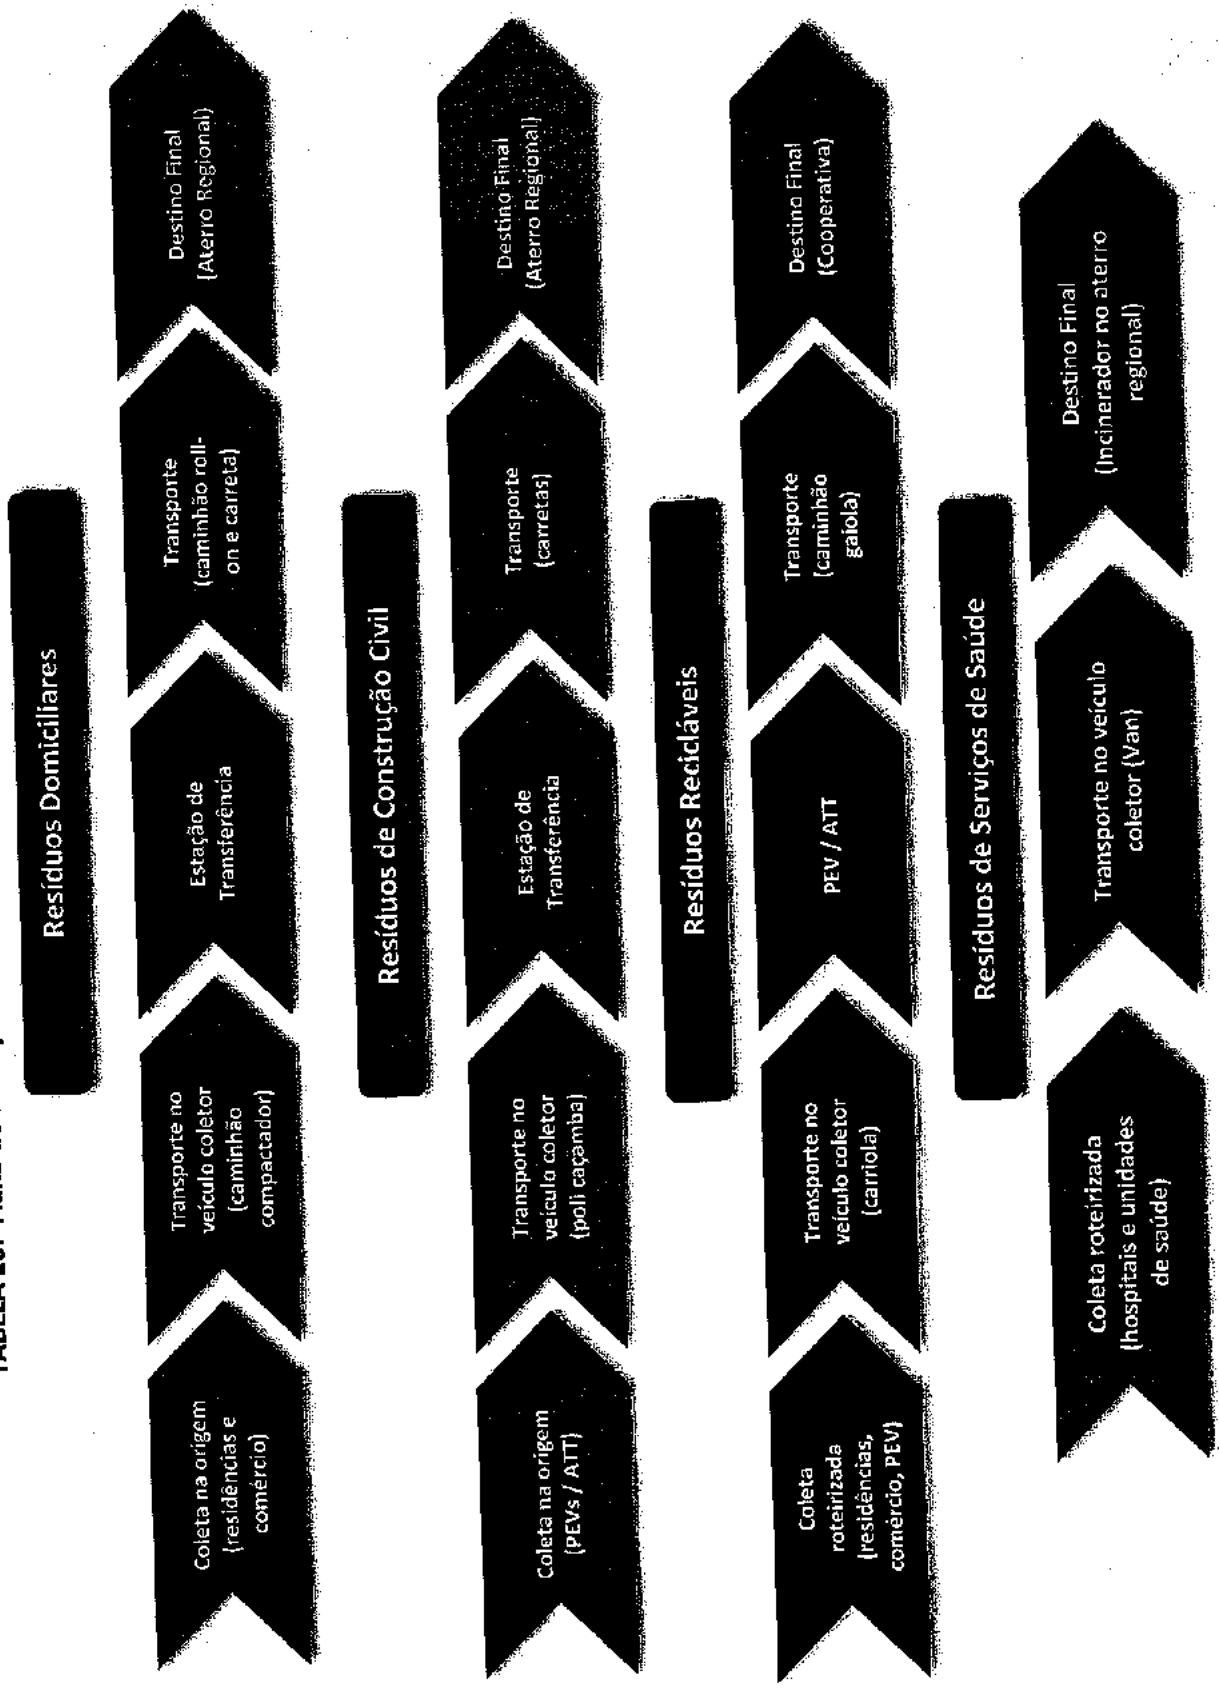 Resíduos Domiciliares
Coleta na origem
(residências e
comércio)
Transporte no
veículo coletor
(caminhão
compactador)
Estação de
Transferência
Transporte
(caminhão roll-
on e carreta)
Destino Final
(Aterro Regional)
Resíduos de Construção Civil
Coleta na origem
(PEVs / ATT)
Transporte no
veículo coletor
(poli caçamba)
Estação de
Transferência
Transporte
(carretas)
Destino Final
(Aterro Regional)
Resíduos Recicláveis
Coleta
roteirizada
(residências,
comércio, PEV)
Transporte no
veículo coletor
(carriola)
PEV / ATT
Transporte
(caminhão
gaiola)
Destino Final
(Cooperativa)
Resíduos de Serviços de Saúde
Coleta roteirizada
(hospitais e unidades
de saúde)
Transporte no veículo
coletor (Van)
Destino Final
(Incinerador no aterro
regional)